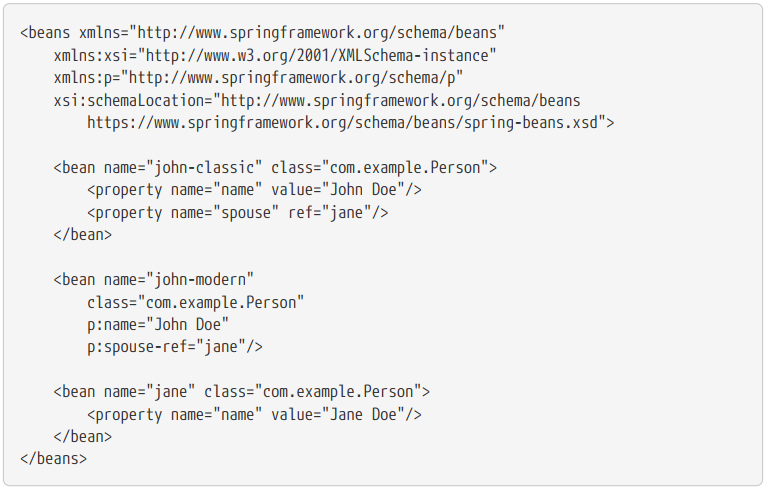 <beans xmlns="http://www.springframework.org/schema/beans"
    xmlns:xsi="http://www.w3.org/2001/XMLSchema-instance"
    xmlns:p="http://www.springframework.org/schema/p"
    xsi:schemaLocation="http://www.springframework.org/schema/beans
        https://www.springframework.org/schema/beans/spring-beans.xsd">

    <bean name="john-classic" class="com.example.Person">
        <property name="name" value="John Doe"/>
        <property name="spouse" ref="jane"/>
    </bean>

    <bean name="john-modern"
        class="com.example.Person"
        p:name="John Doe"
        p:spouse-ref="jane"/>

    <bean name="jane" class="com.example.Person">
        <property name="name" value="Jane Doe"/>
    </bean>
</beans>